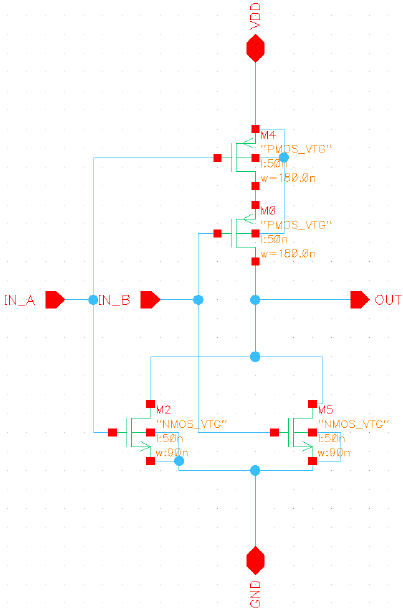 VDD
M4
"PMOS_VTG"
l:50n
w=180.0n
M0
"PMOS_VTG"
l:50n
w=180.0n
IN_A
IN_B
OUT
M2
"NMOS_VTG"
l:50n
w:90n
M5
"NMOS_VTG"
l:50n
w:90n
GND